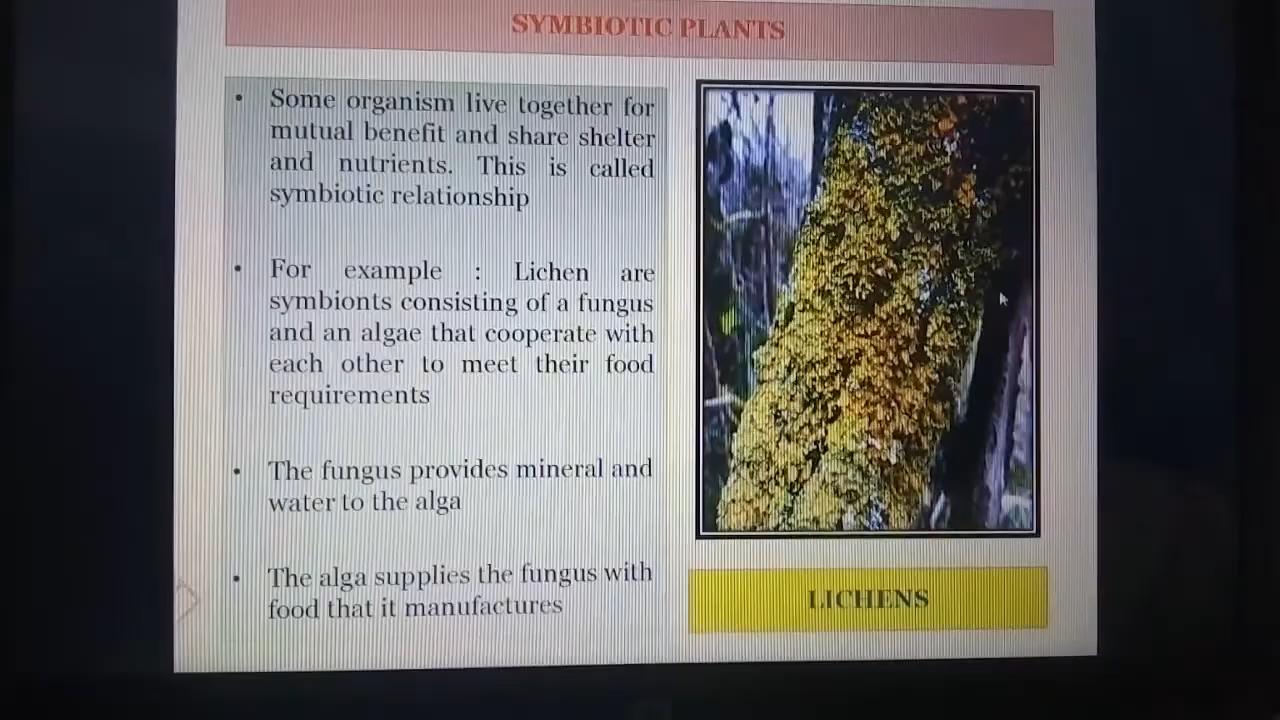 SYMBIOTIC PLANTS
• Some organism live together for
mutual benefit and share shelter
and nutrients. This is called
symbiotic relationship
• For example : Lichen are
symbionts consisting of a fungus
and an algae that cooperate with
each other to meet their food
requirements
• The fungus provides mineral and
water to the alga
• The alga supplies the fungus with
food that it manufactures
LICHENS